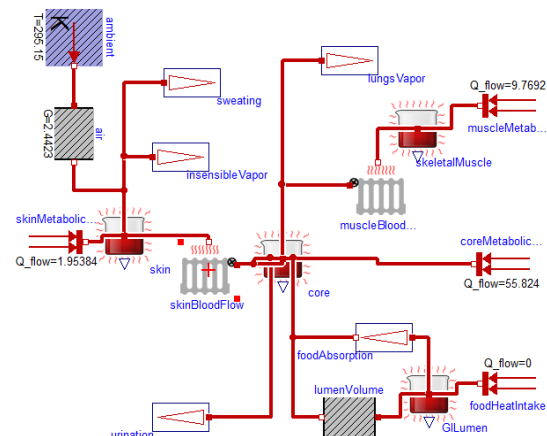 T=295.15
K
ambient
G=2.4423
air
sweating
insensibleVapor
lungsVapor
Q_flow=9.7692
muscleMetab...
skeletalMuscle
muscleBlood...
skinMetabolic...
Q_flow=1.95384
skin
skinBloodFlow
core
coreMetabolic...
Q_flow=55.824
foodAbsorption
lumenVolume
Q_flow=0
foodHeatIntake
GILumen
urination